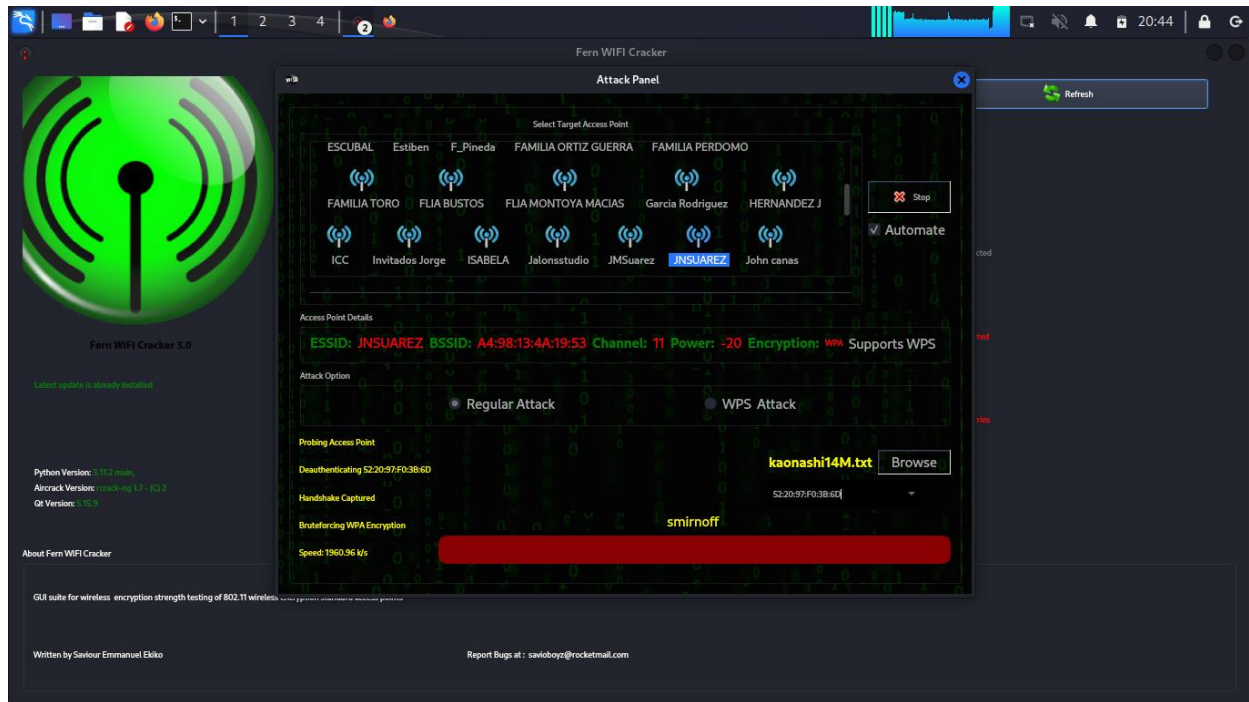 1 2 3 4 2 20:44
Fern WIFI Cracker
Attack Panel
Refresh
Select Target Access Point
ESCUBAL Estiben F_Pineda FAMILIA ORTIZ GUERRA FAMILIA PERDOMO
FAMILIA TORO FLIA BUSTOS FLIA MONTOYA MACIAS Garcia Rodriguez HERNANDEZ J
Stop
Automate
ICC Invitados Jorge ISABELA Jalonsstudio JMSuarez JNSUAREZ John canas
cted
Access Point Details
Fern WIFI Cracker 3.0
ESSID: JNSUAREZ BSSID: A4:98:13:4A:19:53 Channel: 11 Power: -20 Encryption: WPA Supports WPS
Latest update is already installed
Attack Option
Regular Attack WPS Attack
Probing Access Point
kaonashi14M.txt Browse
Deauthenticating 52:20:97:F0:3B:6D
Python Version: 3.11.2 main,
Aircrack Version: rcrack-ng 1.7 - (C) 2
Qt Version: 5.15.9
Handshake Captured
52:20:97:F0:3B:6D
Bruteforcing WPA Encryption
smirnoff
Speed: 1960.96 k/s
About Fern WIFI Cracker
GUI suite for wireless encryption strength testing of 802.11 wireless encryption standard access points
Written by Saviour Emmanuel Ekiko Report Bugs at : savioboyz@rocketmail.com